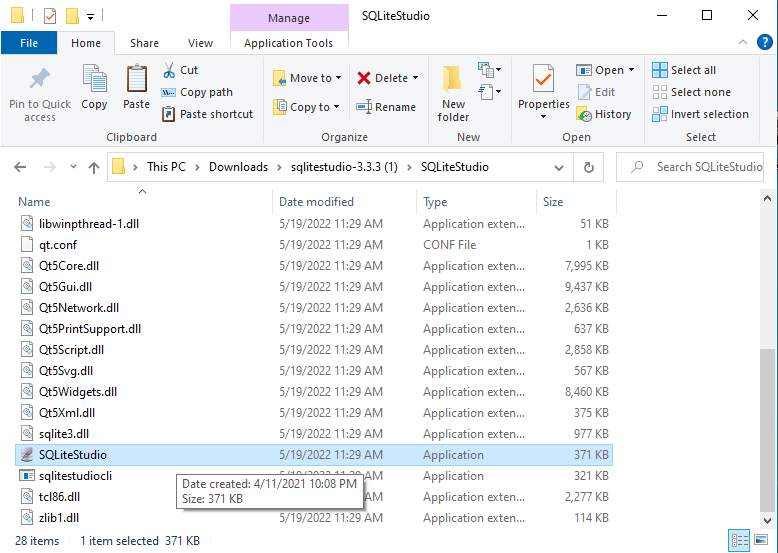 Manage
SQLiteStudio
File
Home
Share
View
Application Tools
Pin to Quick access
Copy
Paste
Cut
Copy path
Paste shortcut
Clipboard
Move to
Copy to
Delete
Rename
Organize
New folder
New
Properties
Open
Edit
History
Open
Select all
Select none
Invert selection
Select
This PC > Downloads > sqlitestudio-3.3.3 (1) > SQLiteStudio
Search SQLiteStudio
Name Date modified Type Size
libwinpthread-1.dll 5/19/2022 11:29 AM Application exten... 51 KB
qt.conf 5/19/2022 11:29 AM CONF File 1 KB
Qt5Core.dll 5/19/2022 11:29 AM Application exten... 7,995 KB
Qt5Gui.dll 5/19/2022 11:29 AM Application exten... 9,437 KB
Qt5Network.dll 5/19/2022 11:29 AM Application exten... 2,636 KB
Qt5PrintSupport.dll 5/19/2022 11:29 AM Application exten... 637 KB
Qt5Script.dll 5/19/2022 11:29 AM Application exten... 2,858 KB
Qt5Svg.dll 5/19/2022 11:29 AM Application exten... 567 KB
Qt5Widgets.dll 5/19/2022 11:29 AM Application exten... 8,460 KB
Qt5Xml.dll 5/19/2022 11:29 AM Application exten... 375 KB
sqlite3.dll 5/19/2022 11:29 AM Application exten... 977 KB
SQLiteStudio 5/19/2022 11:29 AM Application 371 KB
sqlitestudiocli 5/19/2022 11:29 AM Application 321 KB
Date created: 4/11/2021 10:08 PM
Size: 371 KB
tcl86.dll 5/19/2022 11:29 AM Application exten... 2,277 KB
zlib1.dll 5/19/2022 11:29 AM Application exten... 114 KB
28 items 1 item selected 371 KB